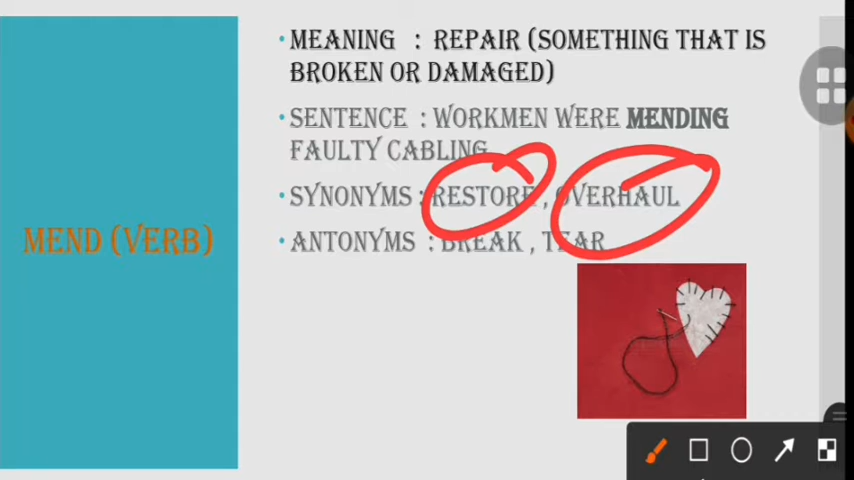 MEND (VERB)
• MEANING : REPAIR (SOMETHING THAT IS
BROKEN OR DAMAGED)
• SENTENCE : WORKMEN WERE MENDING
FAULTY CABLING
• SYNONYMS : RESTORE , OVERHAUL
• ANTONYMS : BREAK , TEAR